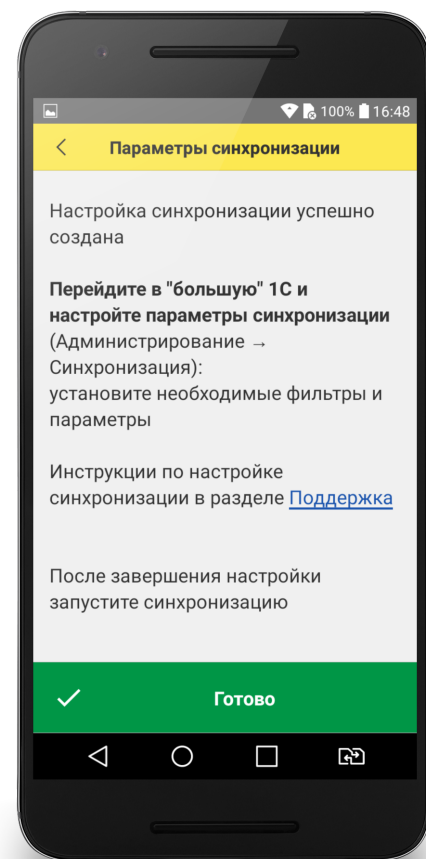 100% 16:48
Параметры синхронизации
Настройка синхронизации успешно
создана
Перейдите в "большую" 1С и
настройте параметры синхронизации
(Администрирование →
Синхронизация):
установите необходимые фильтры и
параметры
Инструкции по настройке
синхронизации в разделе Поддержка
После завершения настройки
запустите синхронизацию
Готово